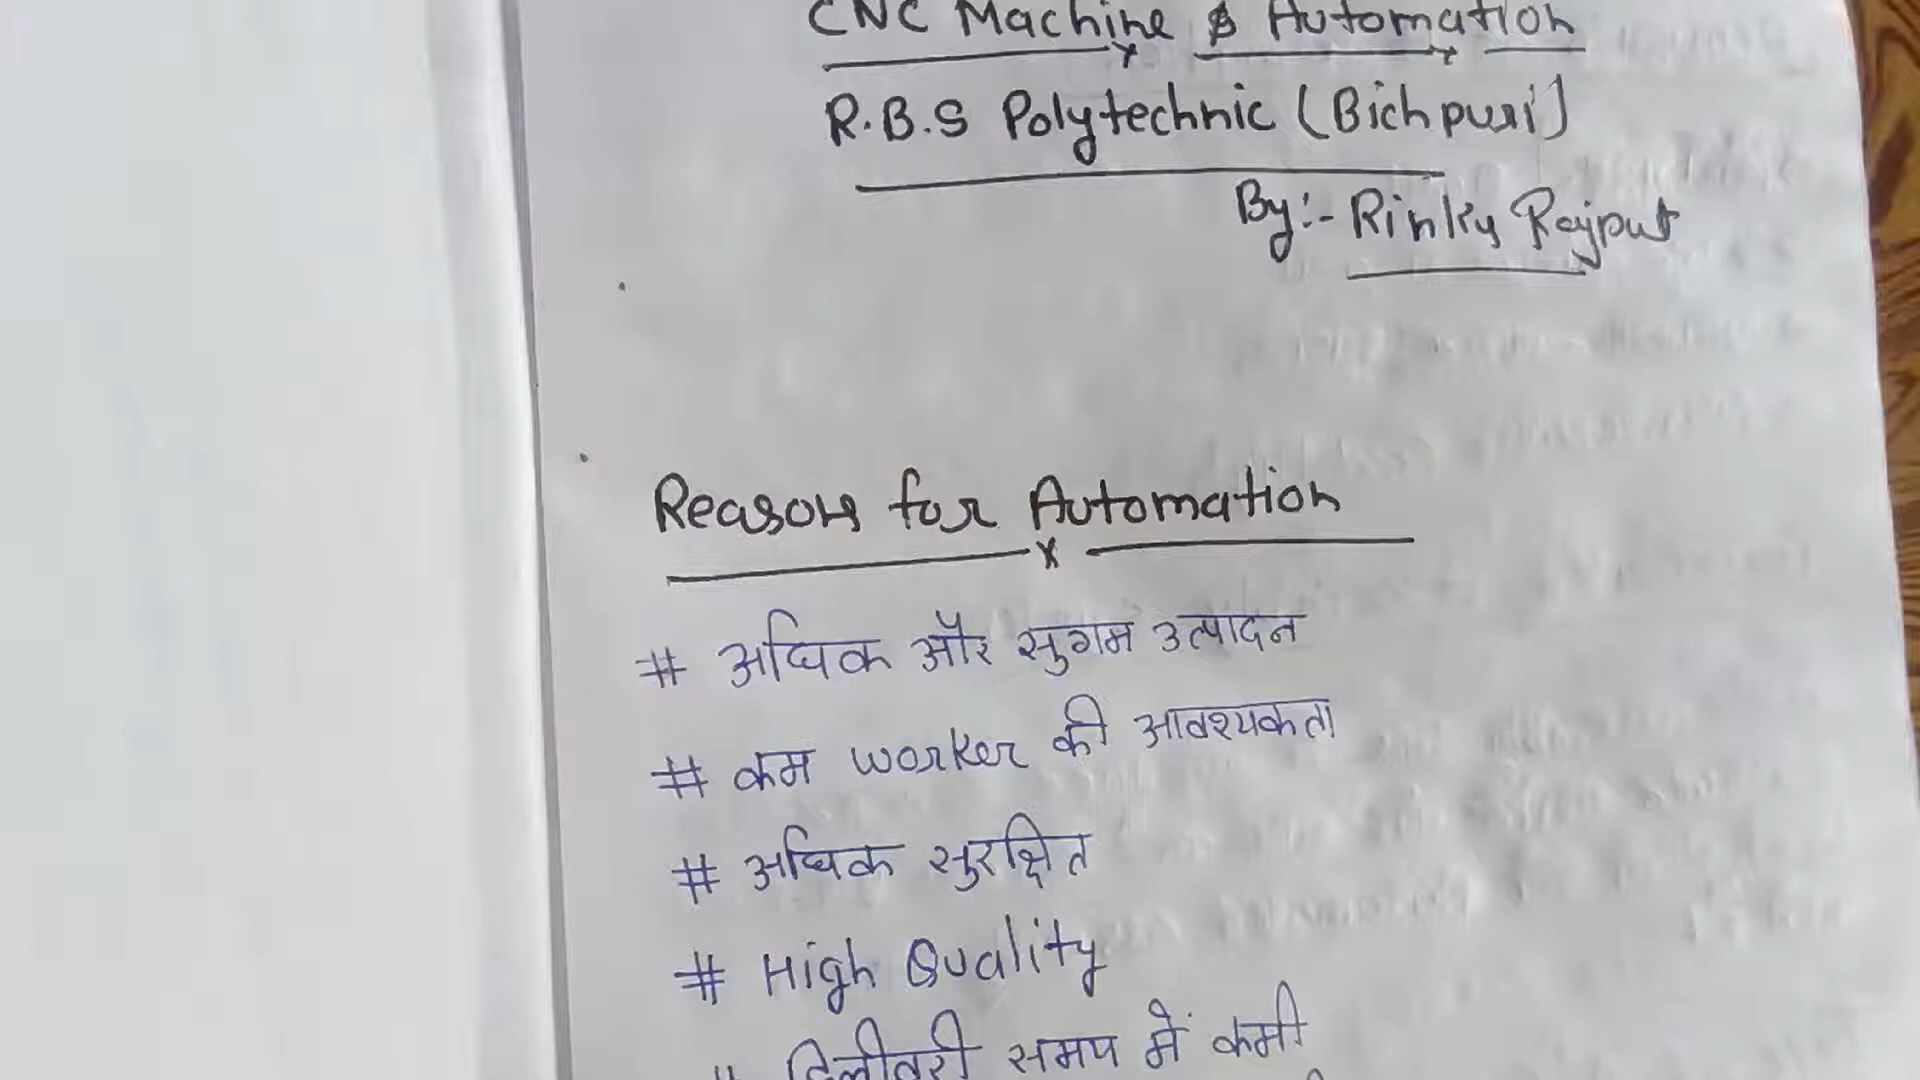 CNC Machine & Automation
R.B.S Polytechnic (Bichpuri)
By:- Rinky Rajput
Reasons for Automation
# अधिक और सुगम उत्पादन
# कम worker की आवश्यकता
# अधिक सुरक्षित
# High Quality
# डिलीवरी समय में कमी